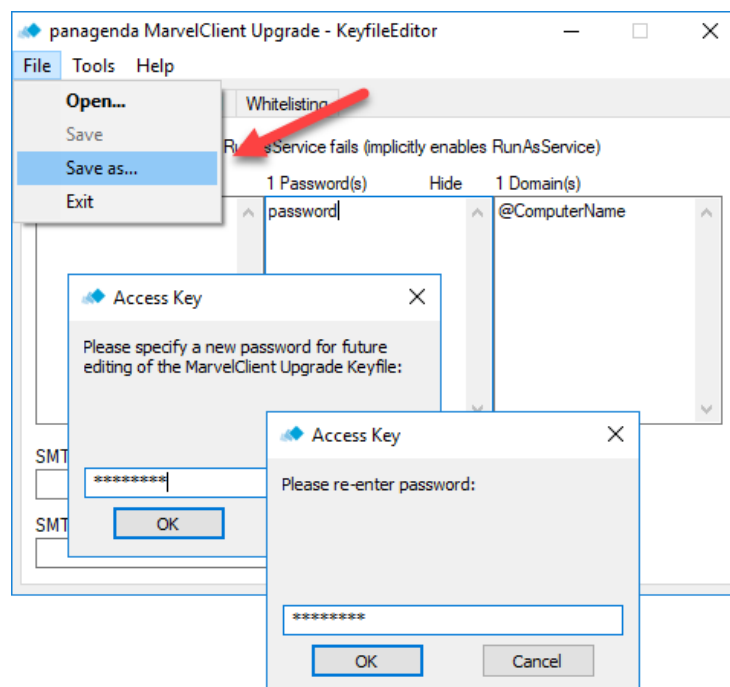 panagenda MarvelClient Upgrade - KeyfileEditor
File Tools Help
Open...
Save
Save as...
Exit
Whitelisting
RunAsService fails (implicitly enables RunAsService)
1 Password(s) Hide 1 Domain(s)
password @ComputerName
Access Key
Please specify a new password for future
editing of the MarvelClient Upgrade Keyfile:
********
OK
SMT
SMT
Access Key
Please re-enter password:
********
OK Cancel